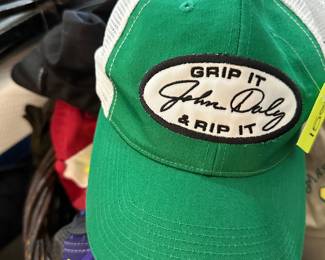 GRIP IT
John Daly
& RIP IT